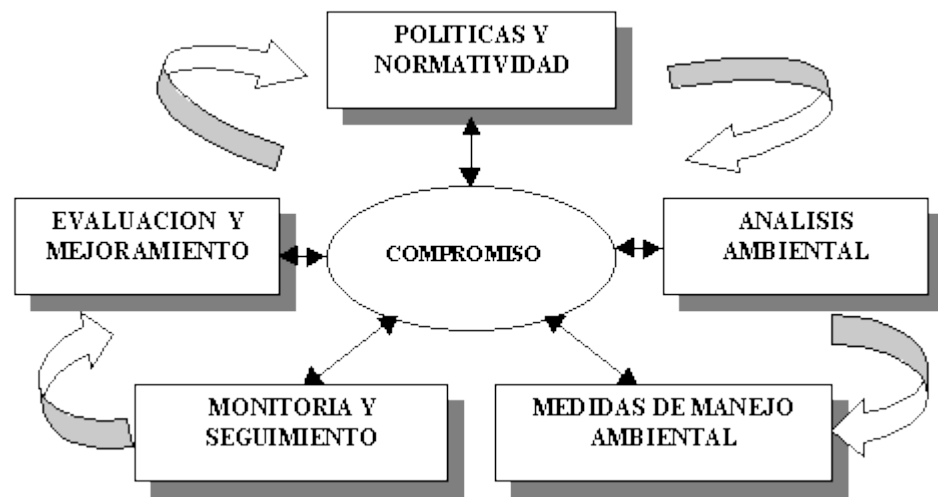 POLITICAS Y
NORMATIVIDAD
EVALUACION Y
MEJORAMIENTO
COMPROMISO
ANALISIS
AMBIENTAL
MONITORIA Y
SEGUIMIENTO
MEDIDAS DE MANEJO
AMBIENTAL